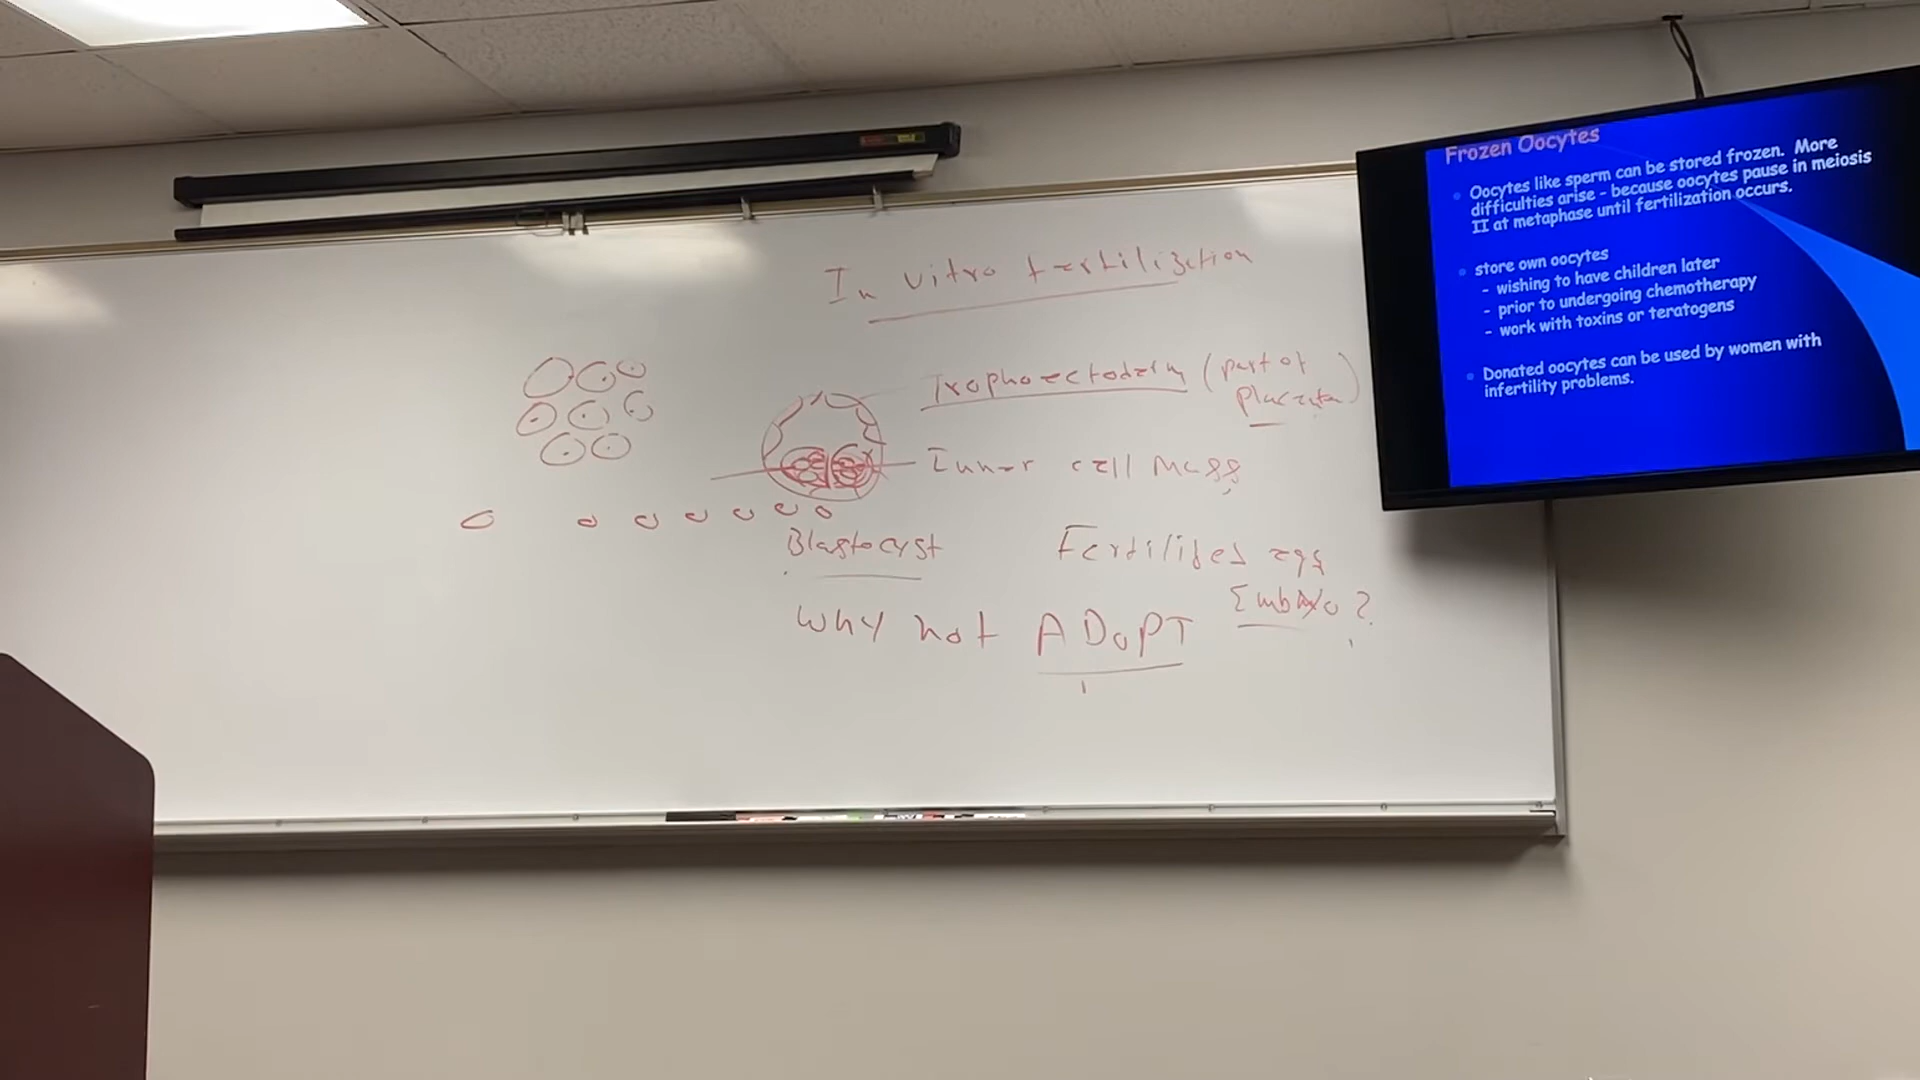 In vitro fertilization
Trophoectoderm (part of
placenta)
Inner cell mass
Blastocyst
Fertilized egg
Embryo?
Why not ADOPT
Frozen Oocytes
Oocytes like sperm can be stored frozen. More
difficulties arise - because oocytes pause in meiosis
II at metaphase until fertilization occurs.
store own oocytes
- wishing to have children later
- prior to undergoing chemotherapy
- work with toxins or teratogens
Donated oocytes can be used by women with
infertility problems.